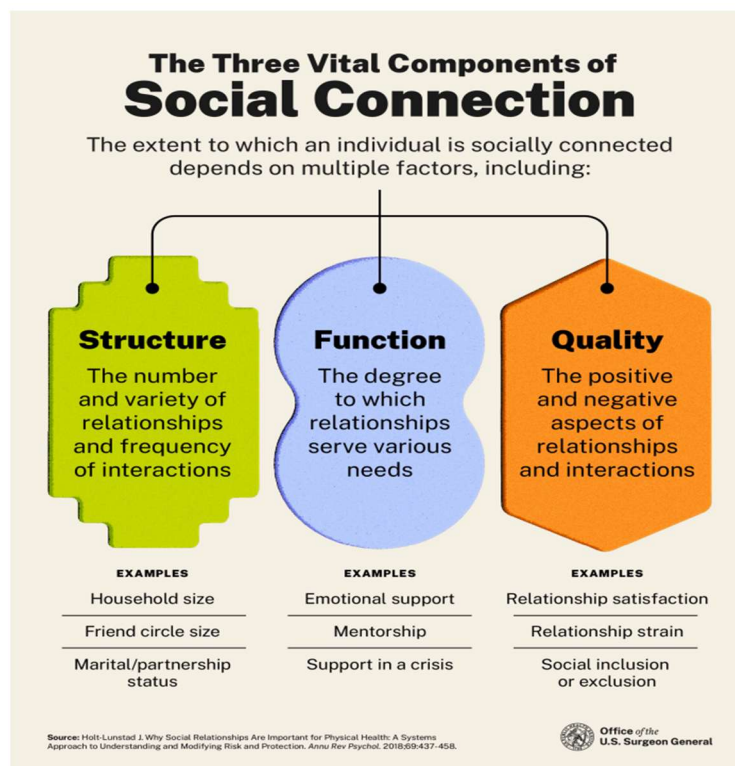 The Three Vital Components of
Social Connection
The extent to which an individual is socially connected
depends on multiple factors, including:
Structure
The number
and variety of
relationships
and frequency
of interactions
Function
The degree
to which
relationships
serve various
needs
Quality
The positive
and negative
aspects of
relationships
and interactions
EXAMPLES
Household size
Friend circle size
Marital/partnership
status
EXAMPLES
Emotional support
Mentorship
Support in a crisis
EXAMPLES
Relationship satisfaction
Relationship strain
Social inclusion
or exclusion
Source: Holt-Lunstad J. Why Social Relationships Are Important for Physical Health: A Systems
Approach to Understanding and Modifying Risk and Protection. Annu Rev Psychol. 2018;69:437-458.
Office of the
U.S. Surgeon General